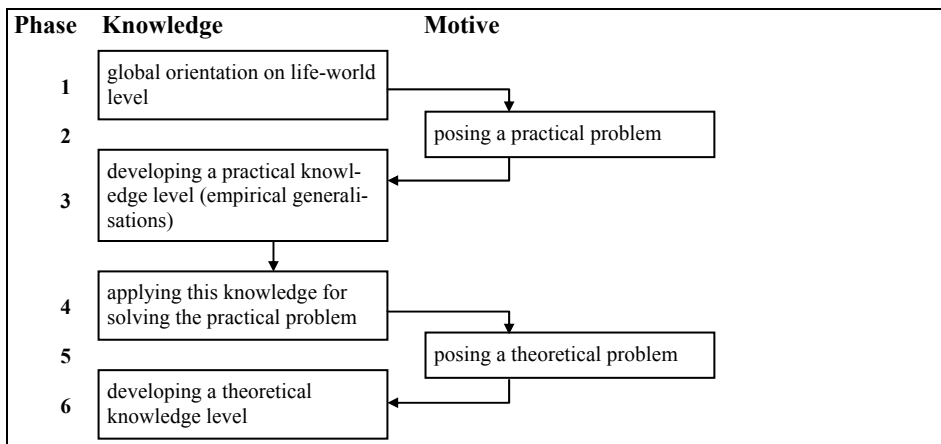 Phase Knowledge Motive
1 global orientation on life-world
level
2 posing a practical problem
developing a practical knowl-
3 edge level (empirical generali-
sations)
4 applying this knowledge for
solving the practical problem
5 posing a theoretical problem
6 developing a theoretical
knowledge level